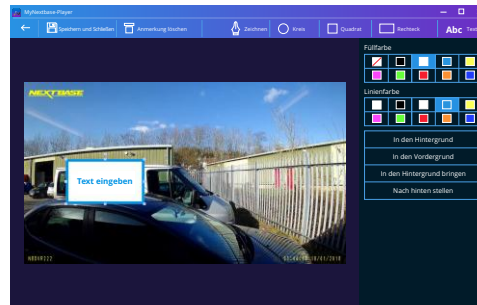 MyNextbase-Player
Speichern und Schließen
Anmerkung löschen
Zeichnen
Kreis
Quadrat
Rechteck
Abc Text
Füllfarbe
NEXTBASE
Linienfarbe
In den Hintergrund
In den Vordergrund
In den Hintergrund bringen
Nach hinten stellen
Text eingeben